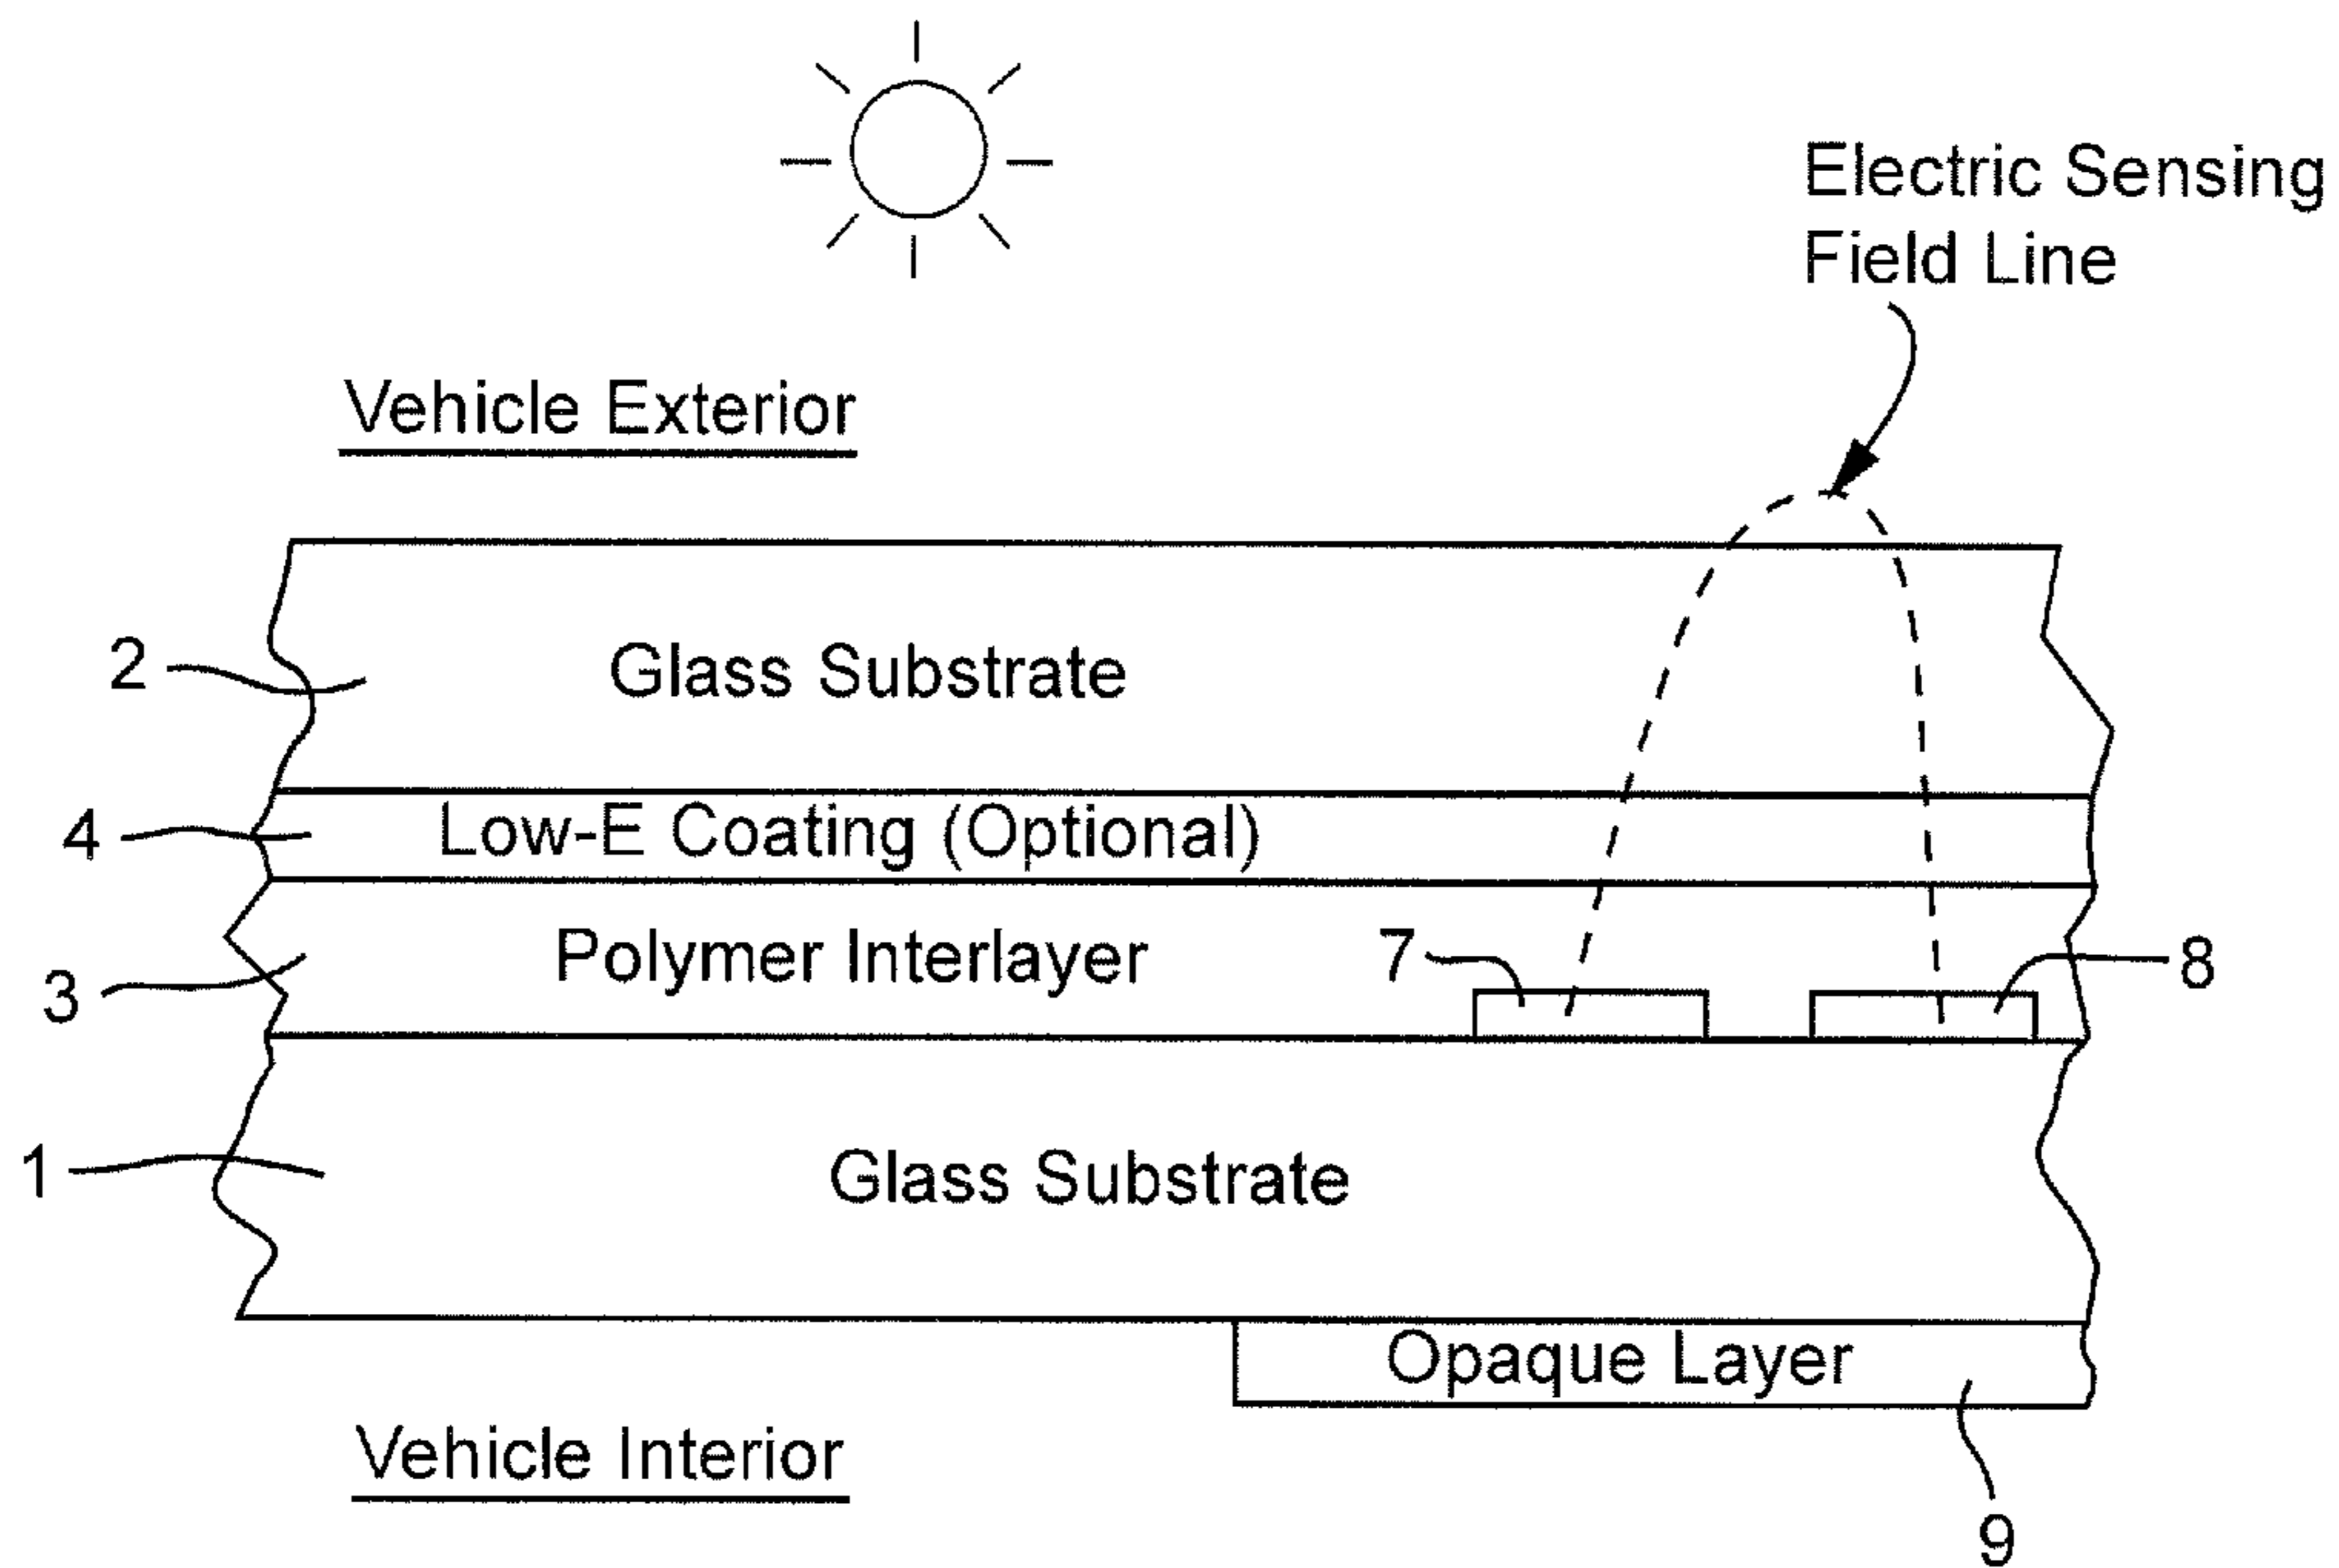 Electric Sensing
Field Line
Vehicle Exterior
2
Glass Substrate
4
Low-E Coating (Optional)
3
Polymer Interlayer
7
8
1
Glass Substrate
Opaque Layer
Vehicle Interior
9